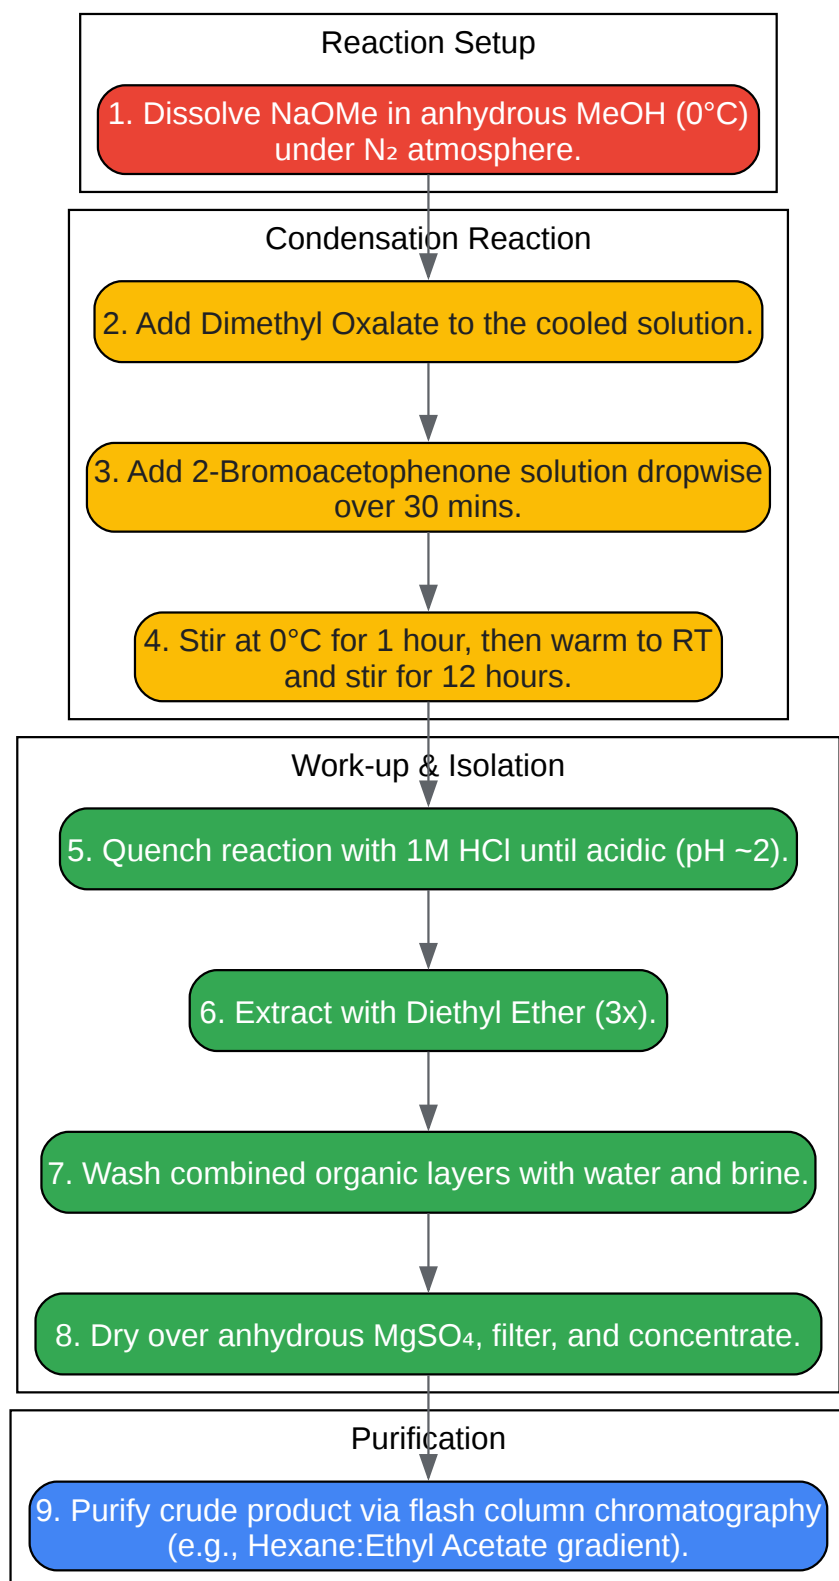 Reaction Setup
1. Dissolve NaOMe in anhydrous MeOH (0°C)
under N₂ atmosphere.
Condensation Reaction
2. Add Dimethyl Oxalate to the cooled solution.
3. Add 2-Bromoacetophenone solution dropwise
over 30 mins.
4. Stir at 0°C for 1 hour, then warm to RT
and stir for 12 hours.
Work-up & Isolation
5. Quench reaction with 1M HCl until acidic (pH ~2).
6. Extract with Diethyl Ether (3x).
7. Wash combined organic layers with water and brine.
8. Dry over anhydrous MgSO₄, filter, and concentrate.
Purification
9. Purify crude product via flash column chromatography
(e.g., Hexane:Ethyl Acetate gradient).